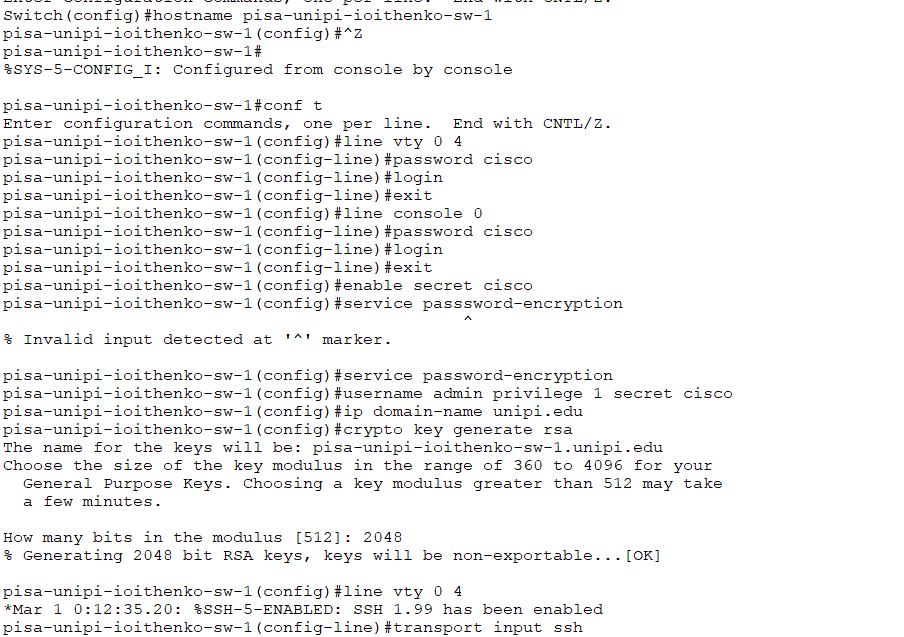 Enter configuration commands, one per line.  End with CNTL/Z.
Switch(config)#hostname pisa-unipi-ioithenko-sw-1
pisa-unipi-ioithenko-sw-1(config)#^Z
pisa-unipi-ioithenko-sw-1#
%SYS-5-CONFIG_I: Configured from console by console
pisa-unipi-ioithenko-sw-1#conf t
Enter configuration commands, one per line.  End with CNTL/Z.
pisa-unipi-ioithenko-sw-1(config)#line vty 0 4
pisa-unipi-ioithenko-sw-1(config-line)#password cisco
pisa-unipi-ioithenko-sw-1(config-line)#login
pisa-unipi-ioithenko-sw-1(config-line)#exit
pisa-unipi-ioithenko-sw-1(config)#line console 0
pisa-unipi-ioithenko-sw-1(config-line)#password cisco
pisa-unipi-ioithenko-sw-1(config-line)#login
pisa-unipi-ioithenko-sw-1(config-line)#exit
pisa-unipi-ioithenko-sw-1(config)#enable secret cisco
pisa-unipi-ioithenko-sw-1(config)#service passsword-encryption
^
% Invalid input detected at '^' marker.
pisa-unipi-ioithenko-sw-1(config)#service password-encryption
pisa-unipi-ioithenko-sw-1(config)#username admin privilege 1 secret cisco
pisa-unipi-ioithenko-sw-1(config)#ip domain-name unipi.edu
pisa-unipi-ioithenko-sw-1(config)#crypto key generate rsa
The name for the keys will be: pisa-unipi-ioithenko-sw-1.unipi.edu
Choose the size of the key modulus in the range of 360 to 4096 for your
General Purpose Keys. Choosing a key modulus greater than 512 may take
a few minutes.
How many bits in the modulus [512]: 2048
% Generating 2048 bit RSA keys, keys will be non-exportable...[OK]
pisa-unipi-ioithenko-sw-1(config)#line vty 0 4
*Mar 1 0:12:35.20: %SSH-5-ENABLED: SSH 1.99 has been enabled
pisa-unipi-ioithenko-sw-1(config-line)#transport input ssh